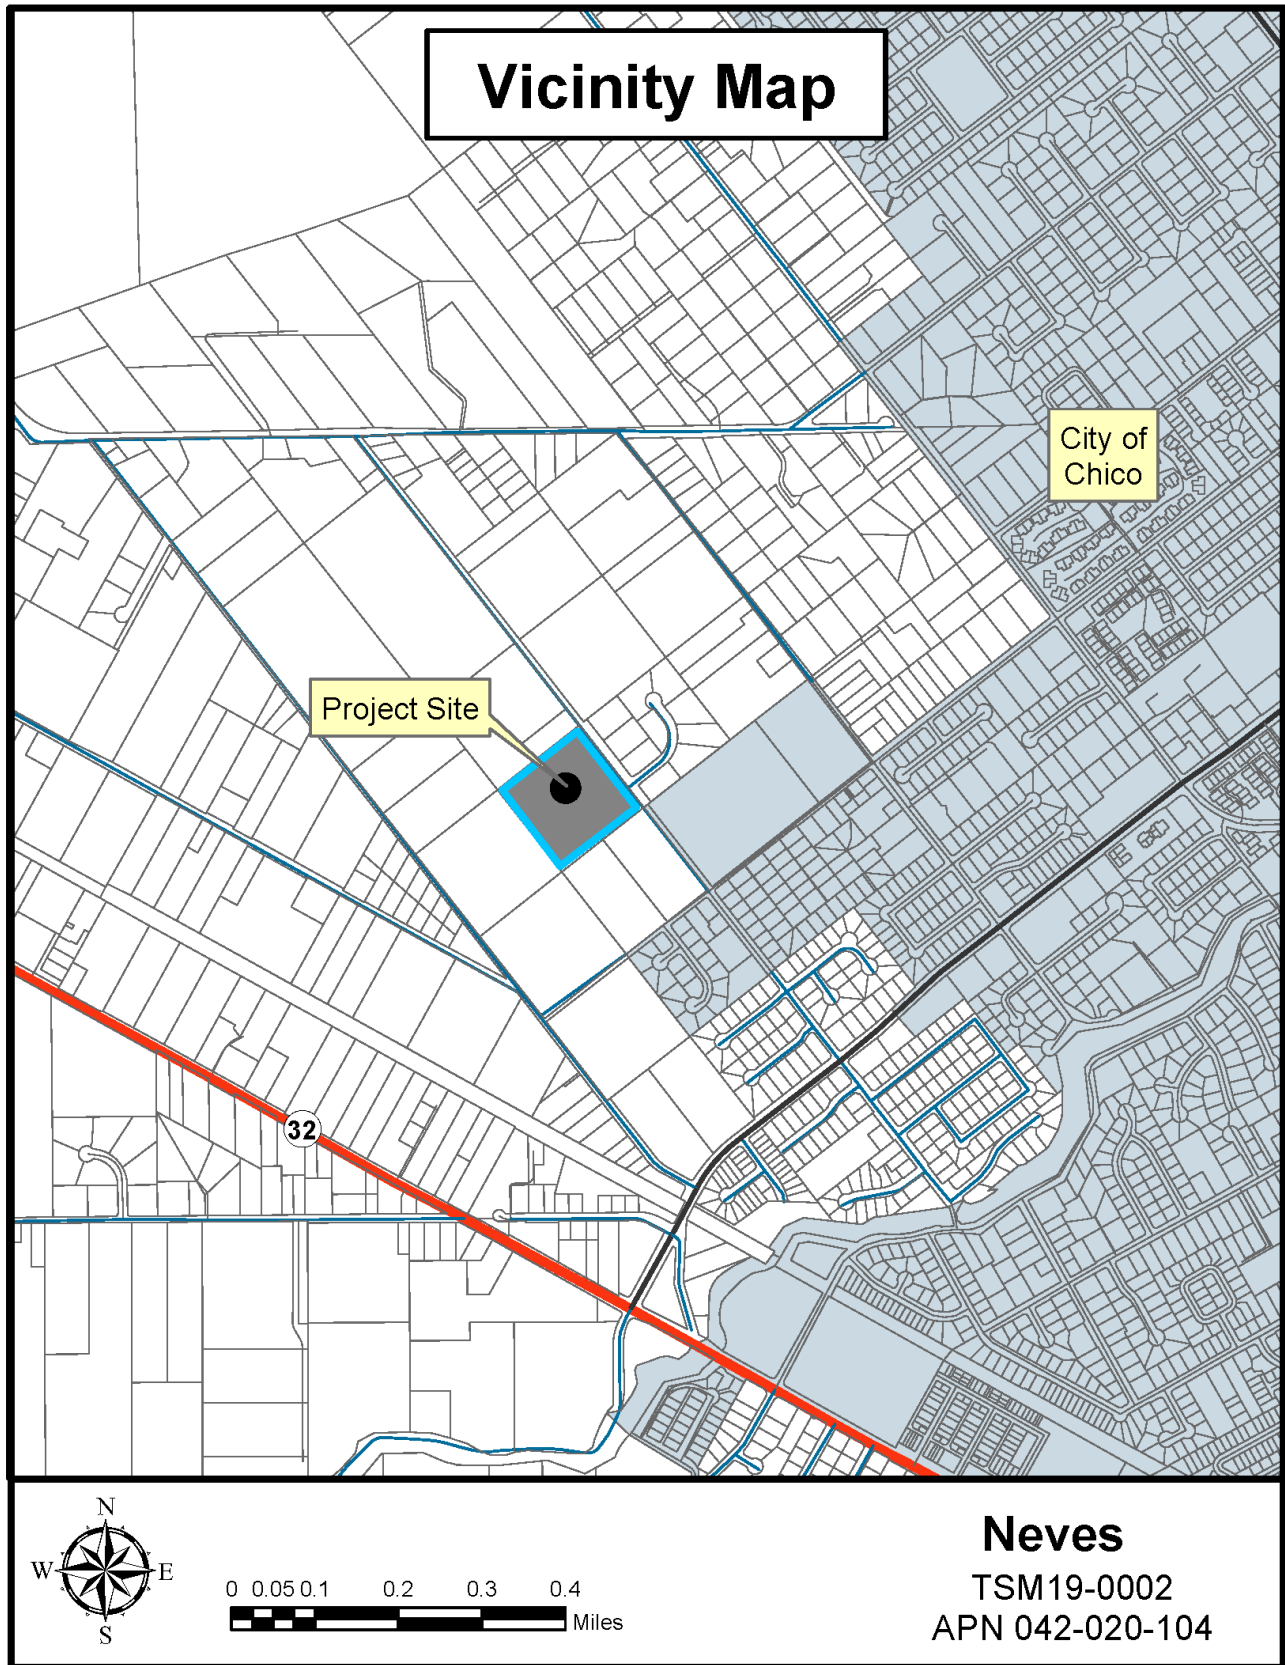 Vicinity Map
City of
Chico
Project Site
32
N
W E
S
0 0.05 0.1 0.2 0.3 0.4
Miles
Neves
TSM19-0002
APN 042-020-104